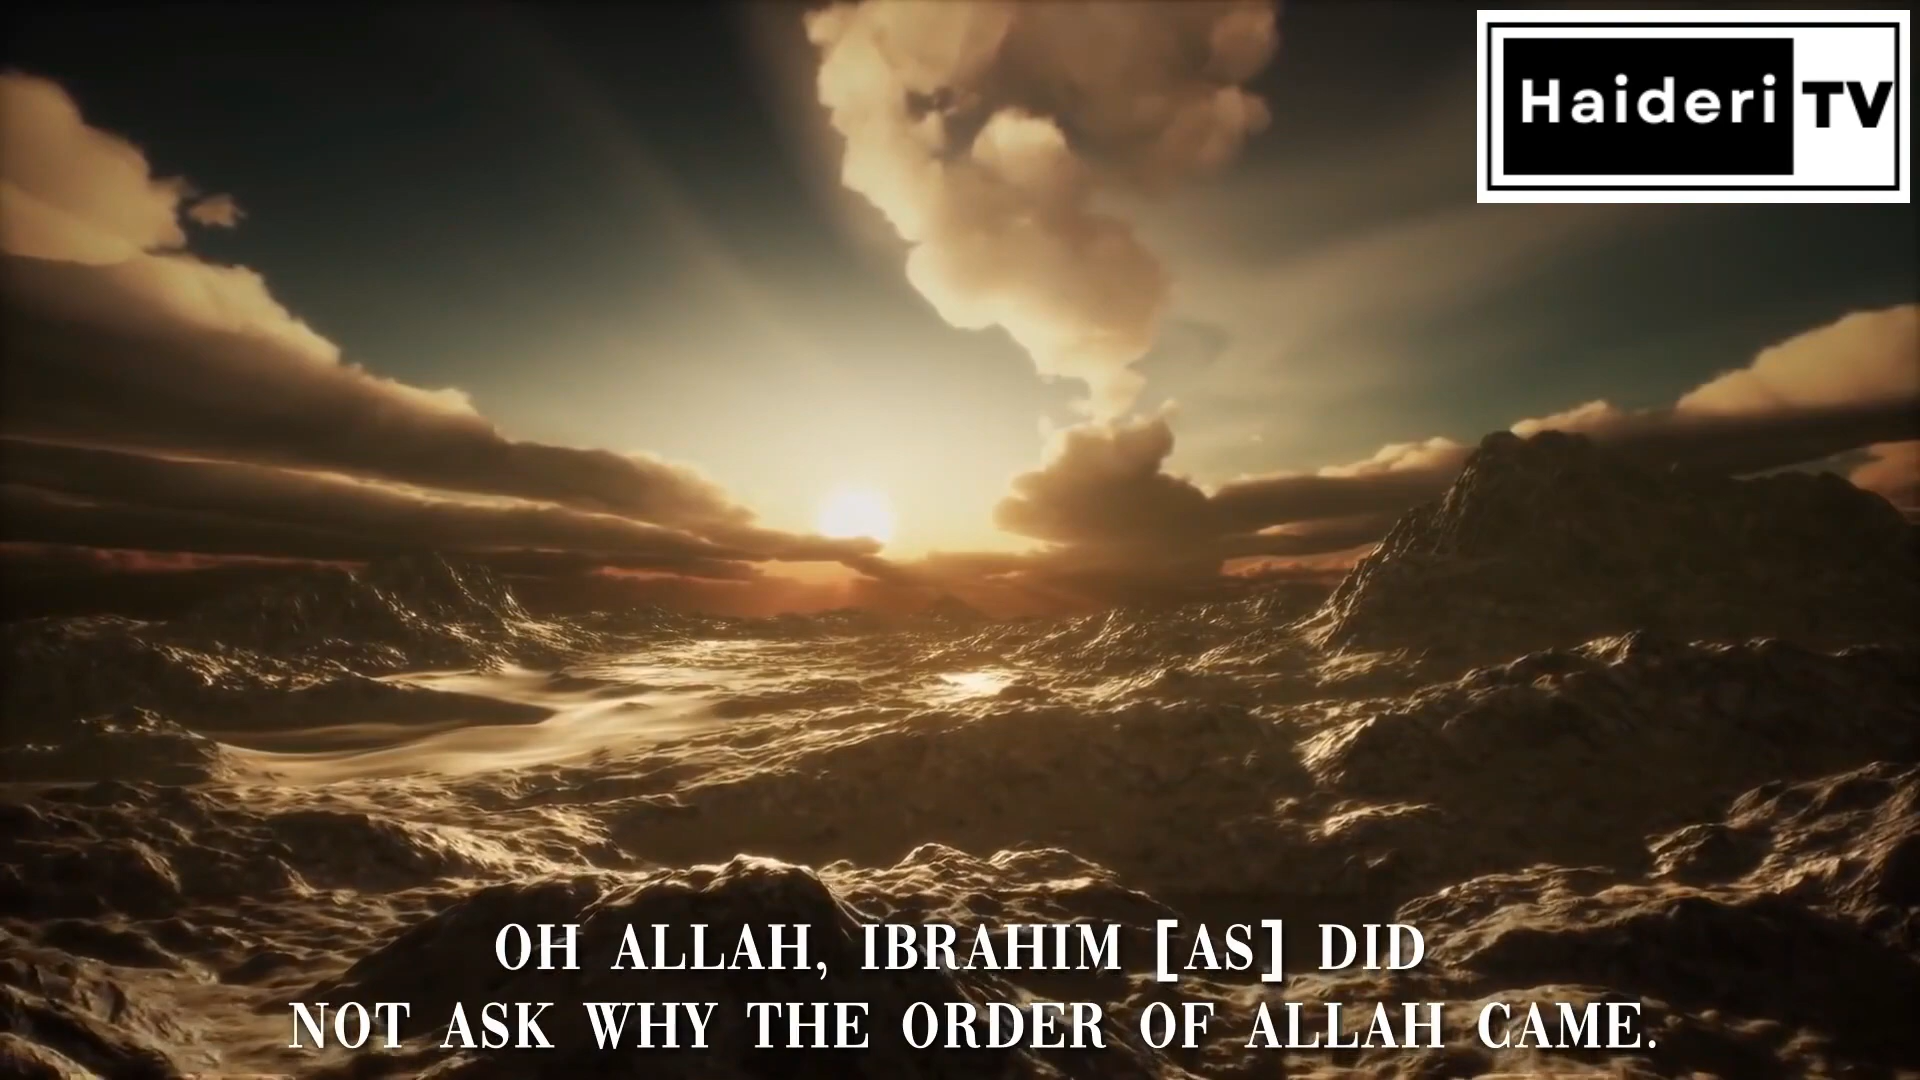 Haideri TV
OH ALLAH, IBRAHIM [AS] DID
NOT ASK WHY THE ORDER OF ALLAH CAME.